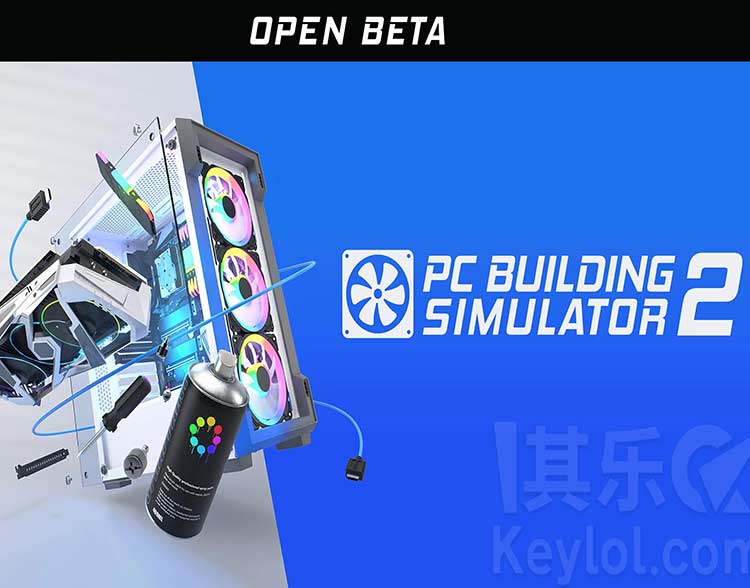 OPEN BETA
PC BUILDING
SIMULATOR 2
其乐
Keylol.com